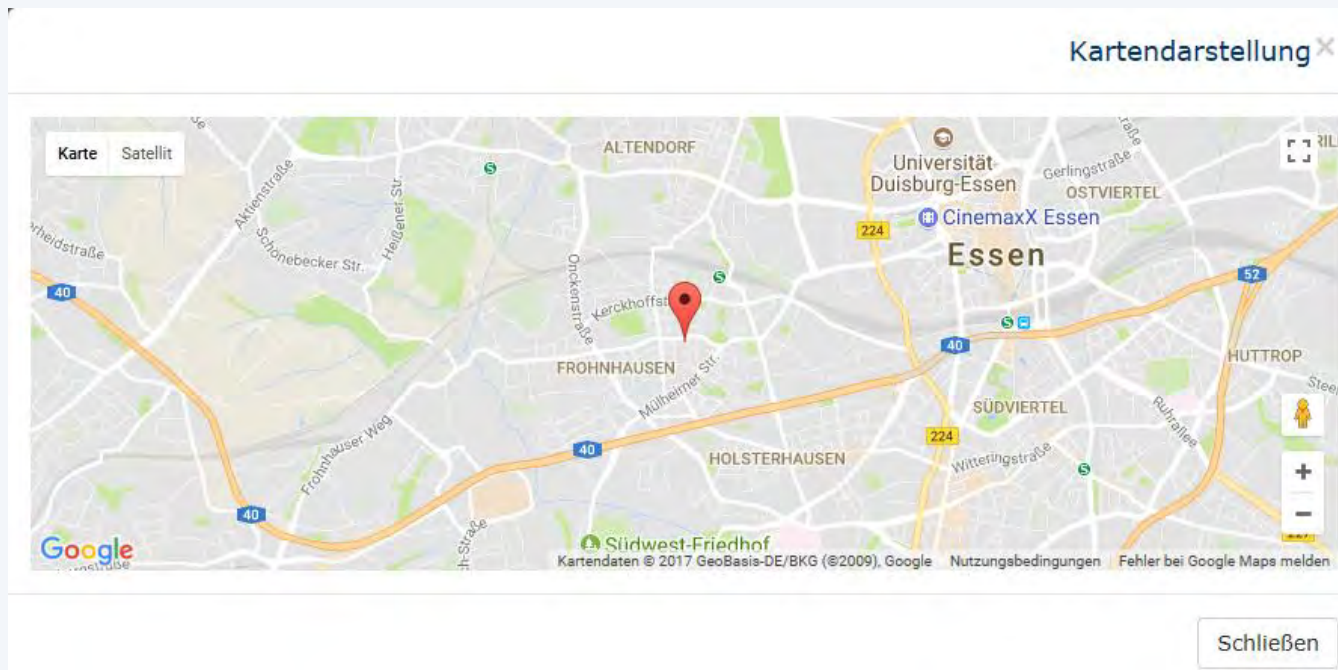 Kartendarstellung ×
Karte Satellit
ALTENDORF
Universität
Duisburg-Essen
Gerlingstraße
OSTVIERTEL
CinemaxX Essen
Essen
224
52
Aktienstraße
Schönebecker Str.
Heißener Str.
Onckenstraße
Kerckhoffst
40
40
FROHNHAUSEN
Mülheimer Str.
HUTTROP
SÜDVIERTEL
Ruhrallee
224
40
HOLSTERHAUSEN
Witteringstraße
Frohnhauser Weg
40
Südwest-Friedhof
Google
Kartendaten © 2017 GeoBasis-DE/BKG (©2009), Google Nutzungsbedingungen Fehler bei Google Maps melden
Schließen